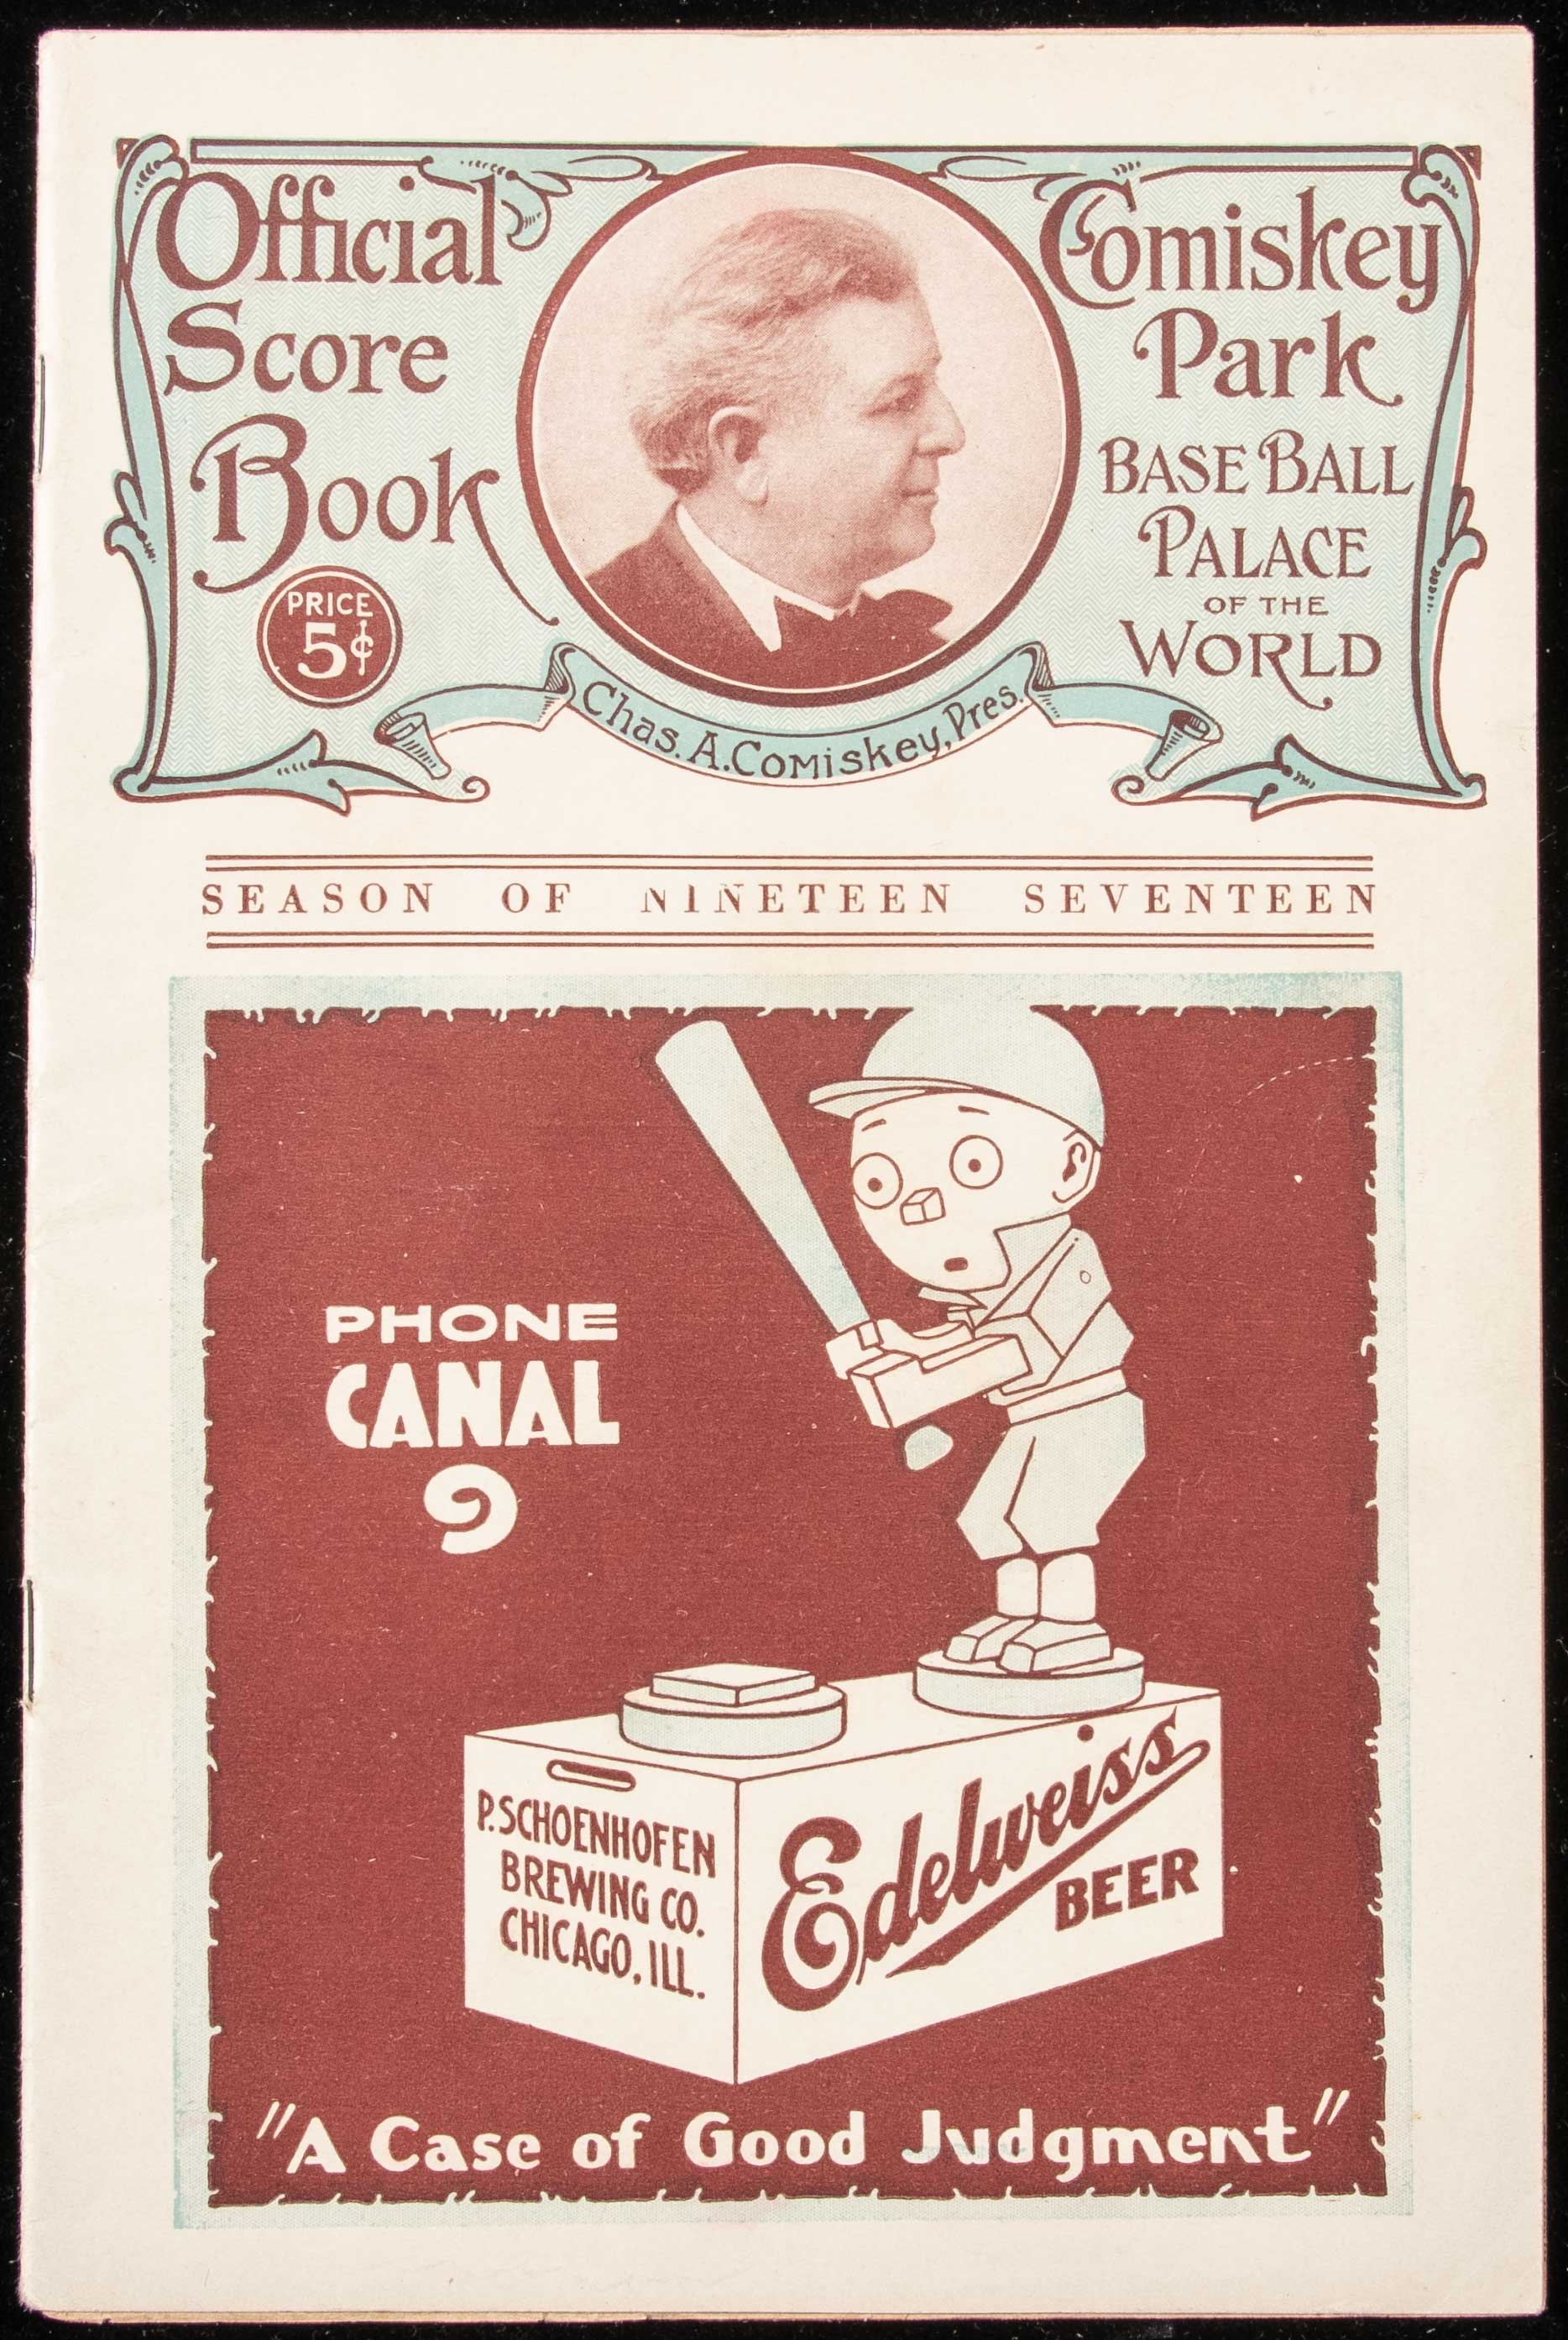 Official
Score
Book
PRICE
5¢
Comiskey
Park
BASE BALL
PALACE
OF THE
WORLD
Chas. A. Comiskey, Pres.
SEASON OF NINETEEN SEVENTEEN
PHONE
CANAL
9
P. SCHOENHOFEN
BREWING CO.
CHICAGO, ILL.
Edelweiss
BEER
"A Case of Good Judgment"